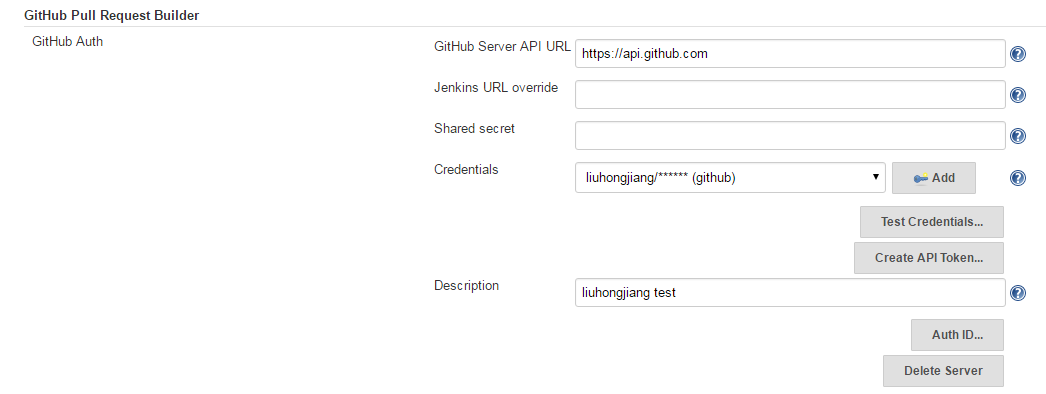 GitHub Pull Request Builder
GitHub Auth
GitHub Server API URL https://api.github.com
Jenkins URL override
Shared secret
Credentials liuhongjiang/****** (github) Add
Test Credentials...
Create API Token...
Description liuhongjiang test
Auth ID...
Delete Server